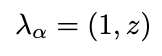 λ_α = (1, z)